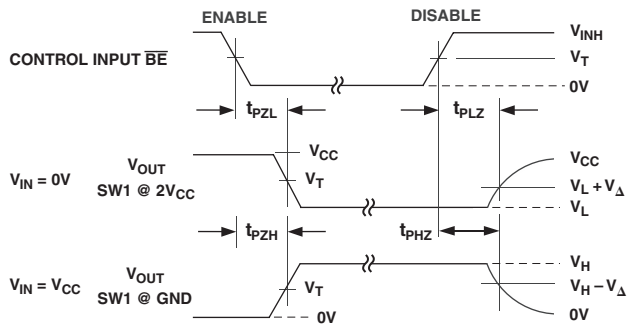 ENABLE
DISABLE
CONTROL INPUT BE
VINH
VT
0V
tPZL
tPLZ
VIN = 0V
VOUT
SW1 @ 2VCC
VCC
VT
VCC
VL + VΔ
VL
tPZH
tPHZ
VIN = VCC
VOUT
SW1 @ GND
VT
0V
VH
VH – VΔ
0V